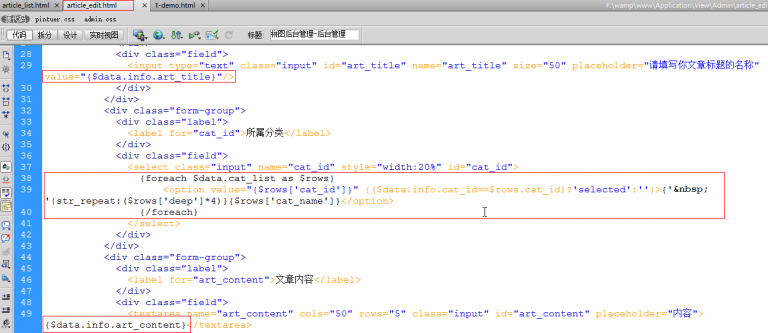 article_list.html article_edit.html 1-demo.html F:\wamp\www\Application\View\Admin\article_edi
源代码 pintuer.css admin.css
代码 拆分 设计 实时视图 标题: 拼图后台管理-后台管理
28 <div class="field">
29 <input type="text" class="input" id="art_title" name="art_title" size="50" placeholder="请填写你文章标题的名称"
value="{$data.info.art_title}"/>
30 </div>
31 </div>
32 <div class="form-group">
33 <div class="label">
34 <label for="cat_id">所属分类</label>
35 </div>
36 <div class="field">
37 <select class="input" name="cat_id" style="width:20%" id="cat_id">
38 {foreach $data.cat_list as $rows}
39 <option value="{$rows['cat_id']}" {($data.info.cat_id==$rows.cat_id)?'selected':''}>{'&nbsp;
'|str_repeat:($rows['deep']*4)}{$rows['cat_name']}</option>
40 {/foreach}
41 </select>
42 </div>
43 </div>
44 <div class="form-group">
45 <div class="label">
46 <label for="art_content">文章内容</label>
47 </div>
48 <div class="field">
49 <textarea name="art_content" cols="50" rows="5" class="input" id="art_content" placeholder="内容">
{$data.info.art_content}</textarea>